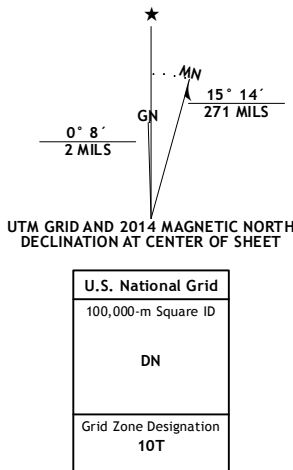 ★
MN
GN
15° 14´
271 MILS
0° 8´
2 MILS
UTM GRID AND 2014 MAGNETIC NORTH
DECLINATION AT CENTER OF SHEET
U.S. National Grid
100,000-m Square ID
DN
Grid Zone Designation
10T